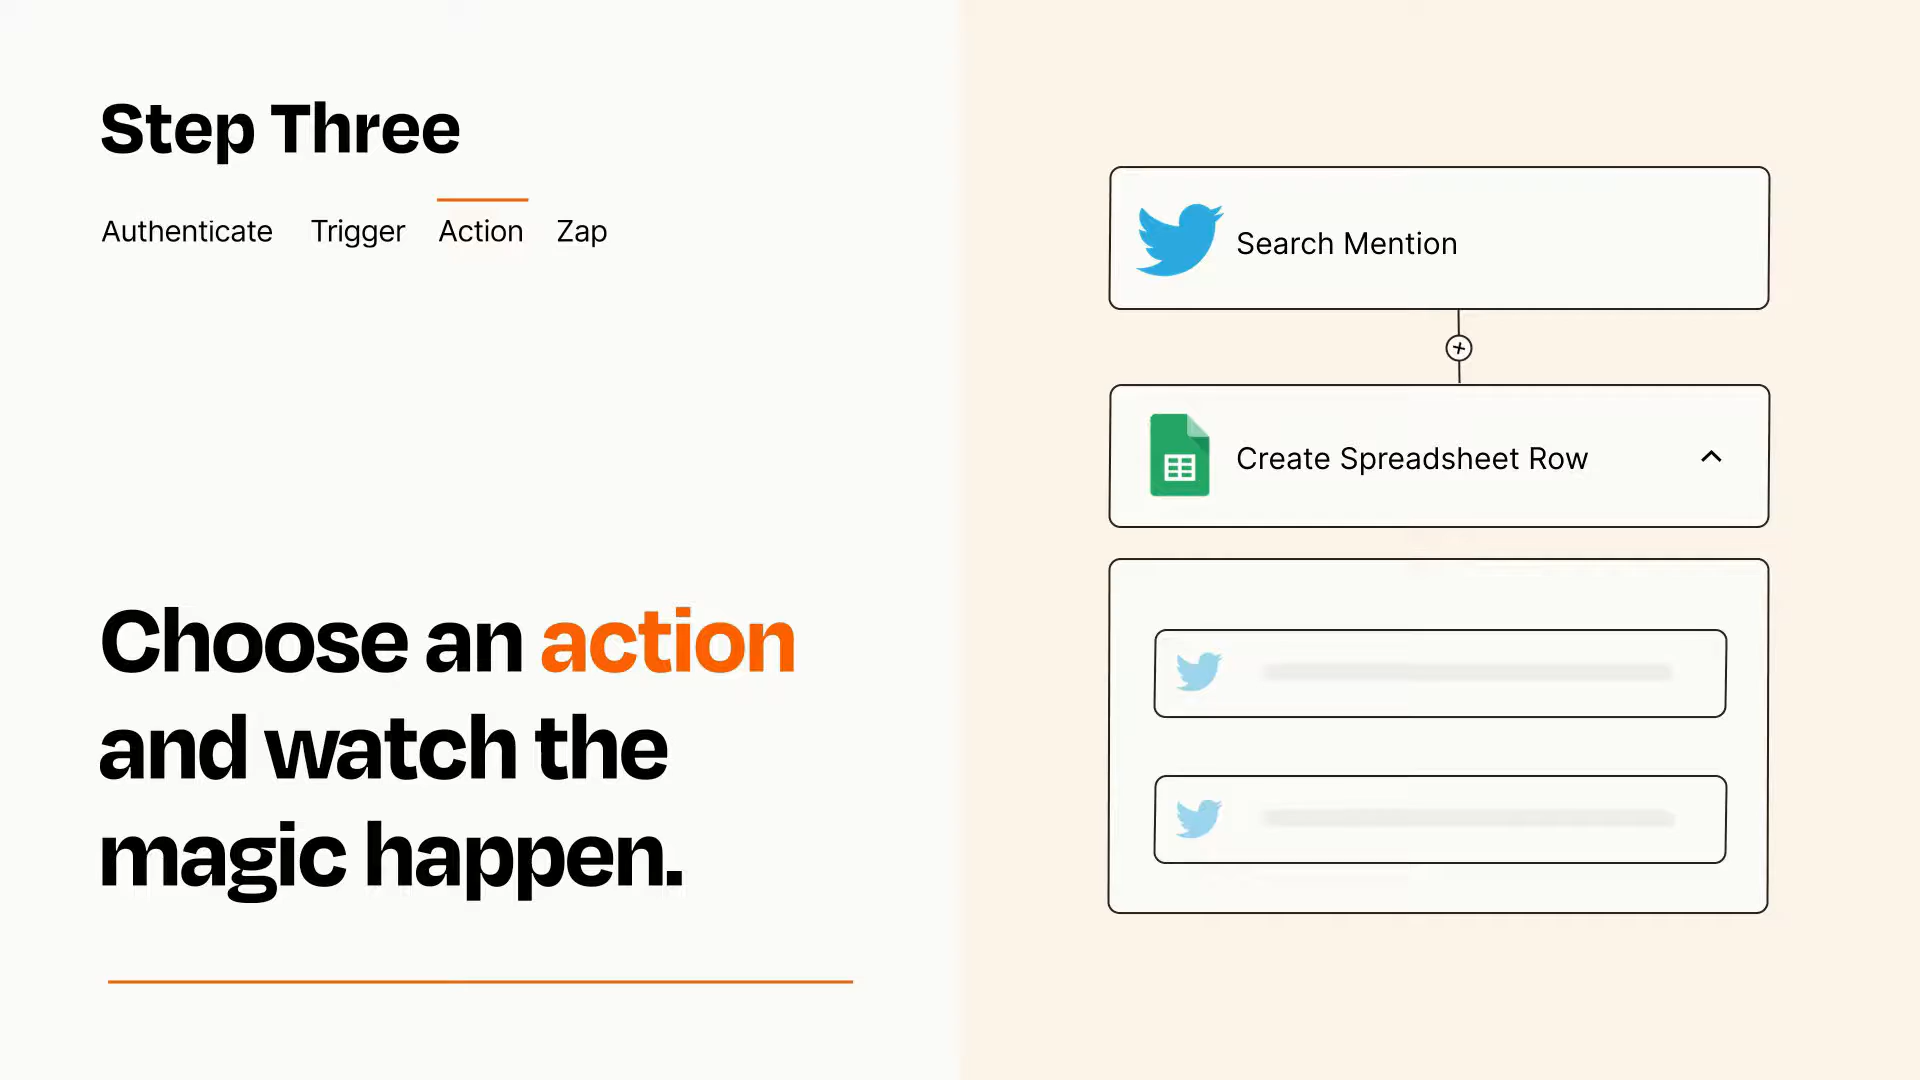 Step Three
Authenticate Trigger Action Zap
Choose an action
and watch the
magic happen.
Search Mention
Create Spreadsheet Row